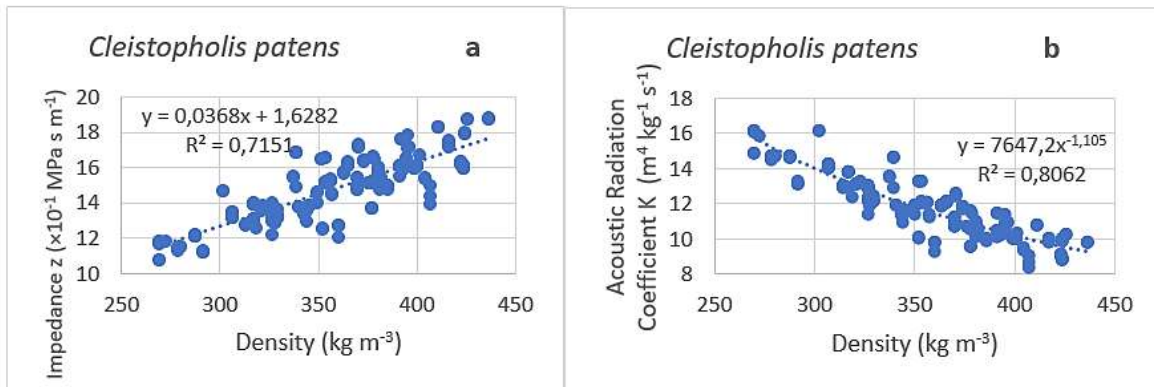 Cleistopholis patens a
Impedance z (×10⁻¹ MPa s m⁻¹)
20
18
16
14
12
10
y = 0,0368x + 1,6282
R² = 0,7151
250 300 350 400 450
Density (kg m⁻³)
Cleistopholis patens b
Acoustic Radiation
Coefficient K (m⁴ kg⁻¹ s⁻¹)
18
16
14
12
10
8
y = 7647,2x⁻¹,¹⁰⁵
R² = 0,8062
250 300 350 400 450
Density (kg m⁻³)